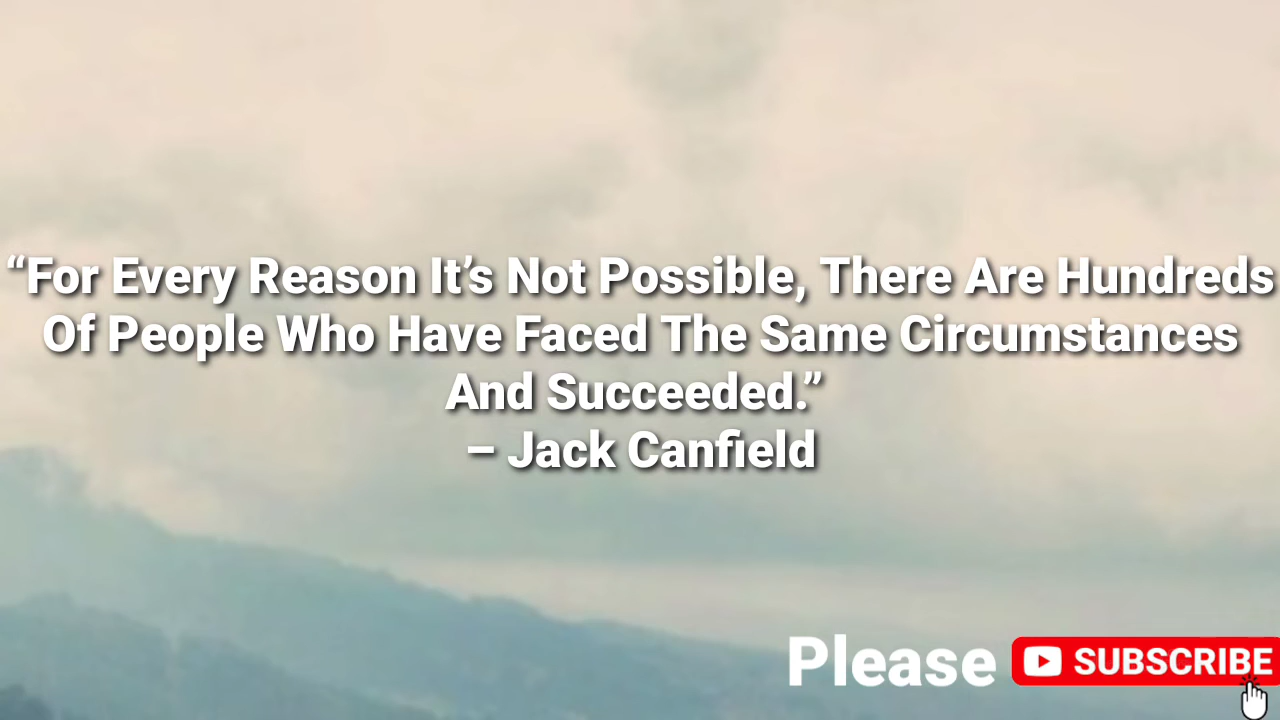 “For Every Reason It’s Not Possible, There Are Hundreds
Of People Who Have Faced The Same Circumstances
And Succeeded.”
– Jack Canfield
Please SUBSCRIBE